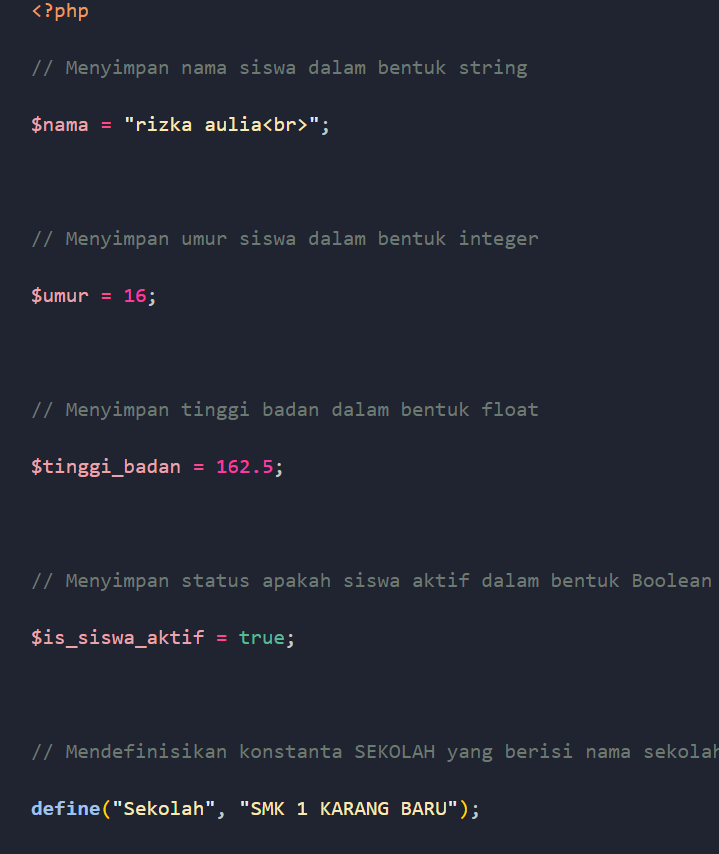 <?php
// Menyimpan nama siswa dalam bentuk string
$nama = "rizka aulia<br>";
// Menyimpan umur siswa dalam bentuk integer
$umur = 16;
// Menyimpan tinggi badan dalam bentuk float
$tinggi_badan = 162.5;
// Menyimpan status apakah siswa aktif dalam bentuk Boolean
$is_siswa_aktif = true;
// Mendefinisikan konstanta SEKOLAH yang berisi nama sekolah
define("Sekolah", "SMK 1 KARANG BARU");